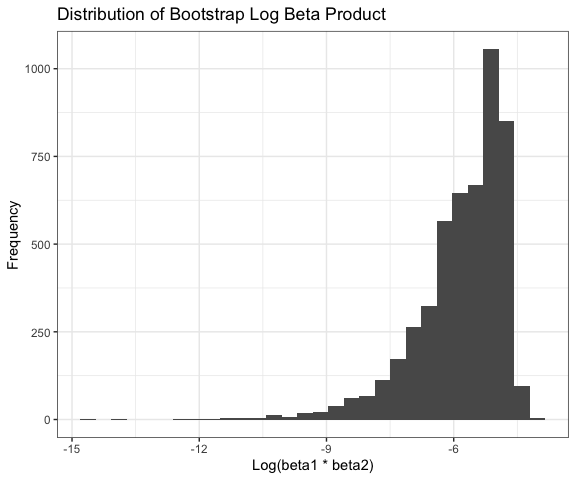 Distribution of Bootstrap Log Beta Product
1000
750
500
250
0
Frequency
-15 -12 -9 -6
Log(beta1 * beta2)